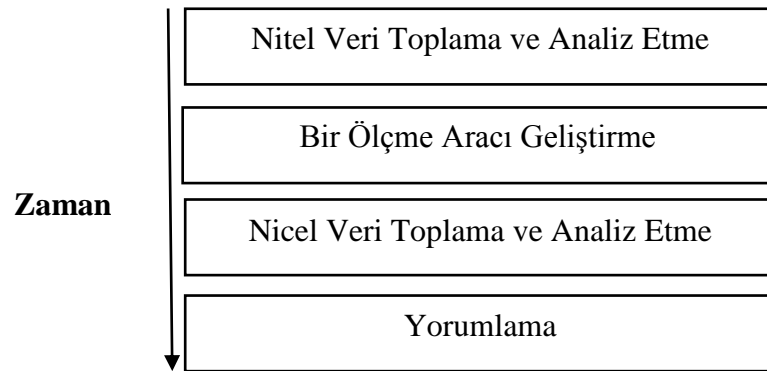 Nitel Veri Toplama ve Analiz Etme
Bir Ölçme Aracı Geliştirme
Zaman
Nicel Veri Toplama ve Analiz Etme
Yorumlama